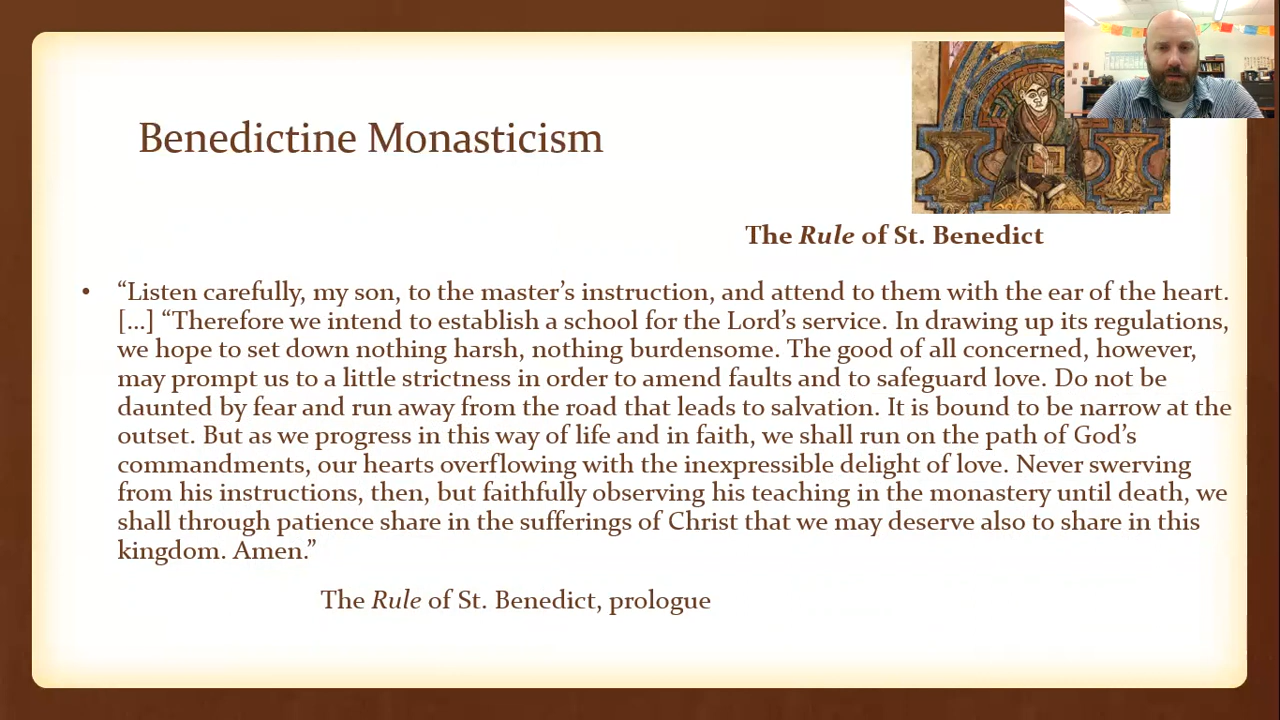 Benedictine Monasticism
The Rule of St. Benedict
• “Listen carefully, my son, to the master’s instruction, and attend to them with the ear of the heart.
[...] “Therefore we intend to establish a school for the Lord’s service. In drawing up its regulations,
we hope to set down nothing harsh, nothing burdensome. The good of all concerned, however,
may prompt us to a little strictness in order to amend faults and to safeguard love. Do not be
daunted by fear and run away from the road that leads to salvation. It is bound to be narrow at the
outset. But as we progress in this way of life and in faith, we shall run on the path of God’s
commandments, our hearts overflowing with the inexpressible delight of love. Never swerving
from his instructions, then, but faithfully observing his teaching in the monastery until death, we
shall through patience share in the sufferings of Christ that we may deserve also to share in this
kingdom. Amen.”
The Rule of St. Benedict, prologue